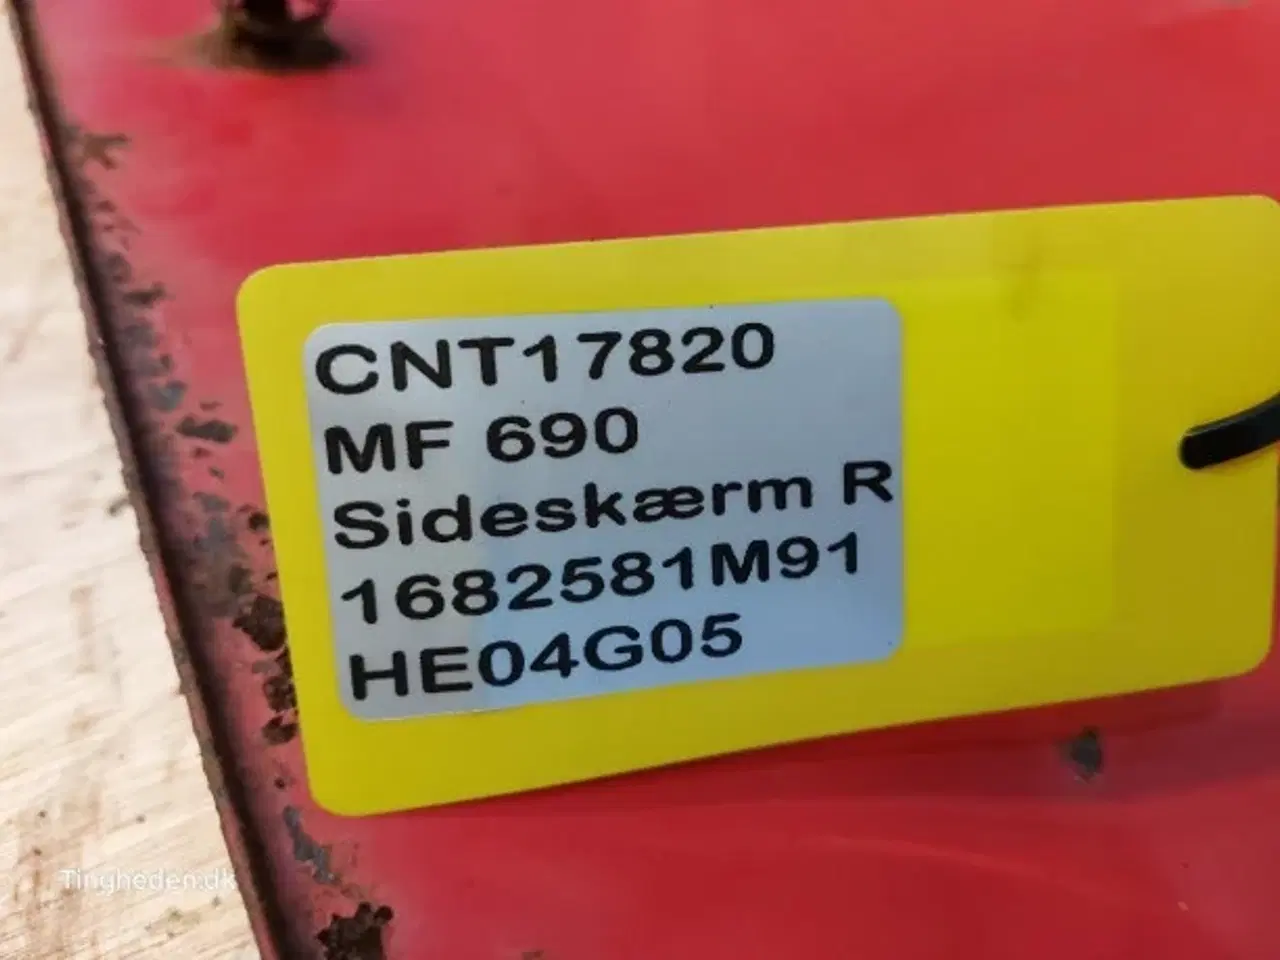 CNT17820
MF 690
Sideskærm R
1682581M91
HE04G05
Tingheden.dk